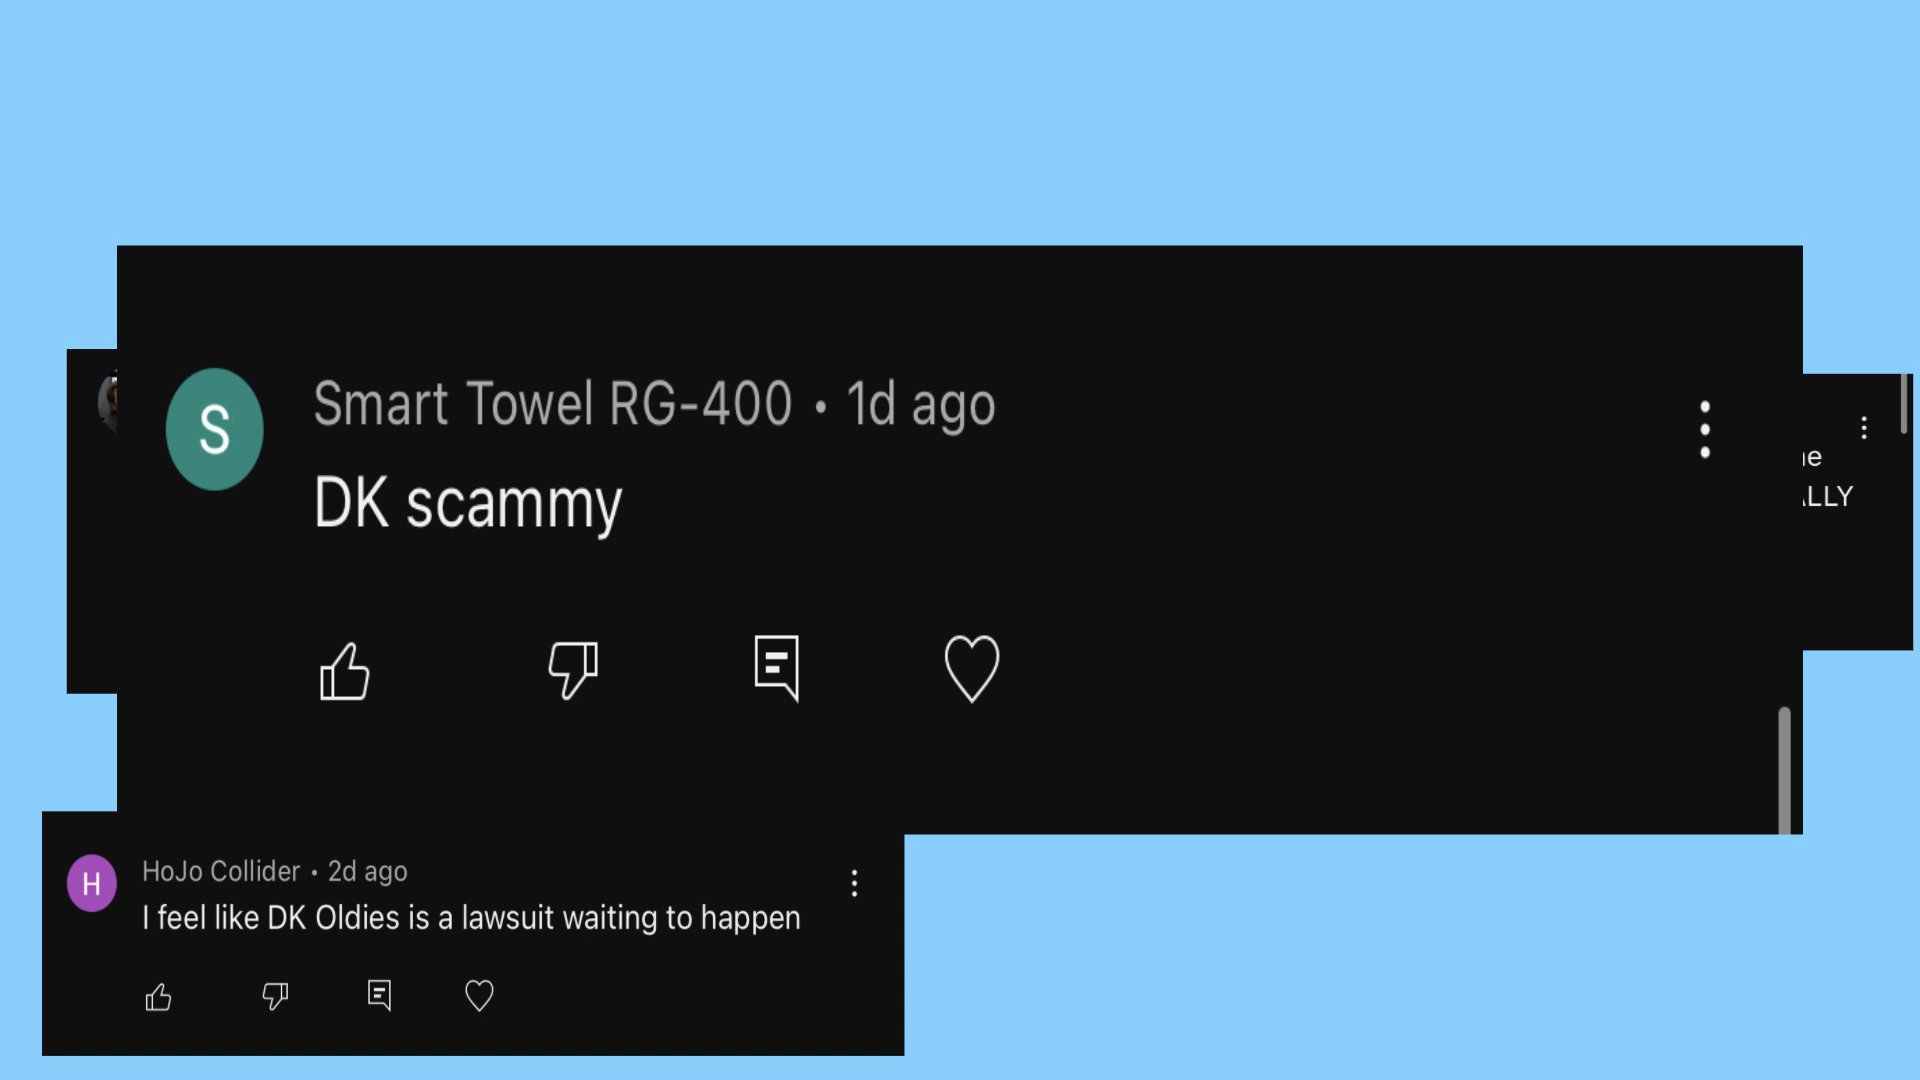 S
Smart Towel RG-400 • 1d ago
DK scammy
ALLY
H
HoJo Collider • 2d ago
I feel like DK Oldies is a lawsuit waiting to happen